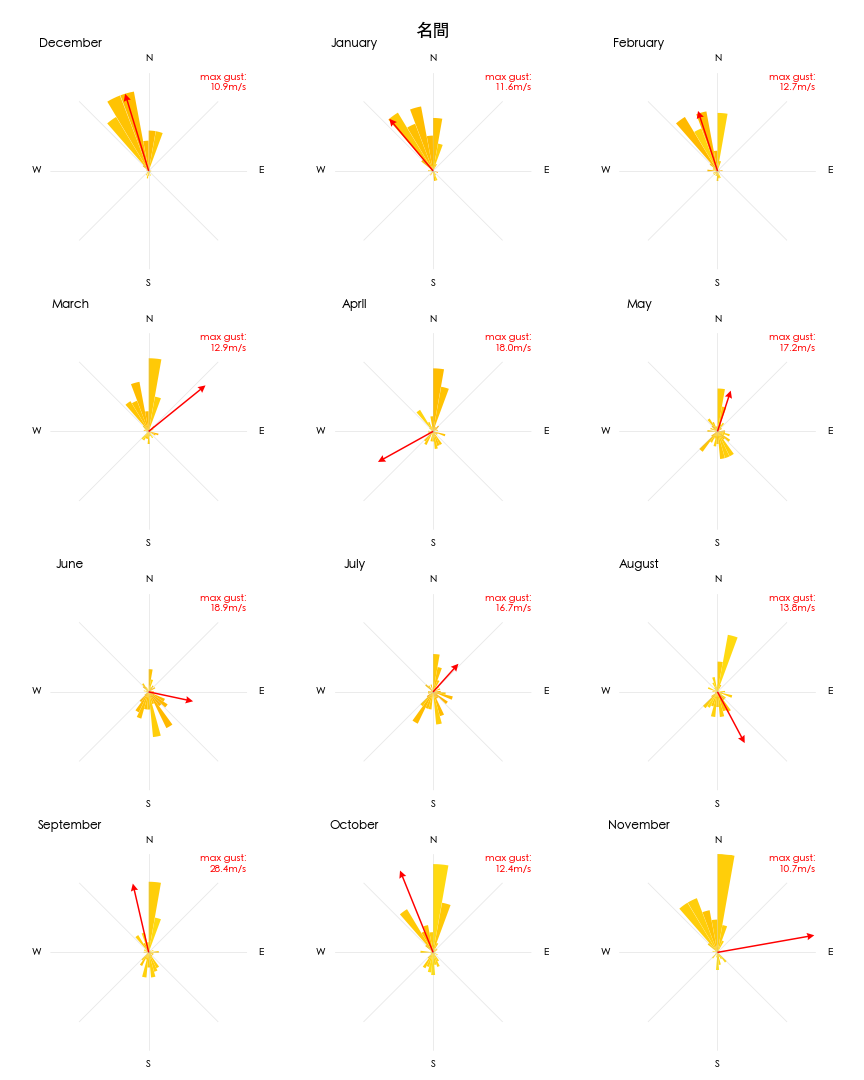 名間
December
January
February
N
N
N
max gust:
10.9m/s
max gust:
11.6m/s
max gust:
12.7m/s
W
E
W
E
W
E
S
S
S
March
April
May
N
N
N
max gust:
12.9m/s
max gust:
18.0m/s
max gust:
17.2m/s
W
E
W
E
W
E
S
S
S
June
July
August
N
N
N
max gust:
18.9m/s
max gust:
16.7m/s
max gust:
13.8m/s
W
E
W
E
W
E
S
S
S
September
October
November
N
N
N
max gust:
28.4m/s
max gust:
12.4m/s
max gust:
10.7m/s
W
E
W
E
W
E
S
S
S